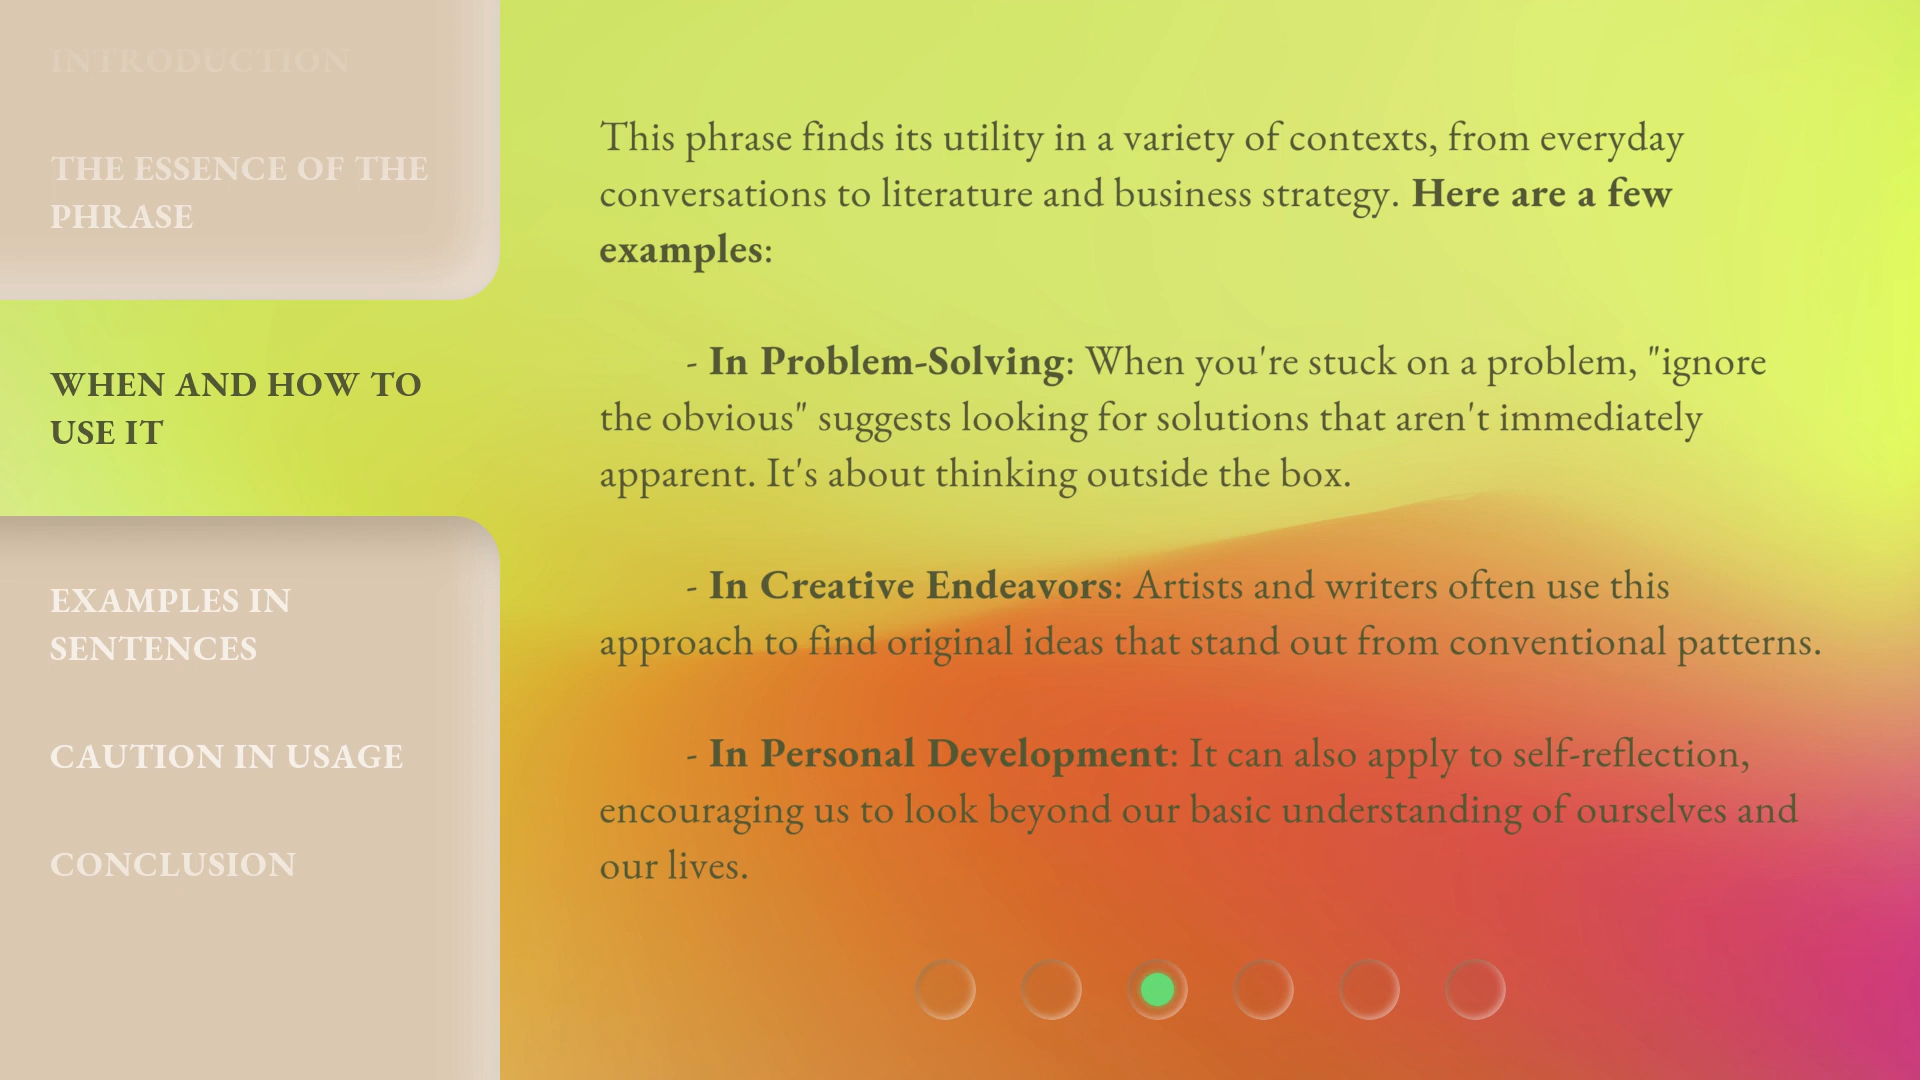 INTRODUCTION
THE ESSENCE OF THE
PHRASE
WHEN AND HOW TO
USE IT
EXAMPLES IN
SENTENCES
CAUTION IN USAGE
CONCLUSION
This phrase finds its utility in a variety of contexts, from everyday
conversations to literature and business strategy. Here are a few
examples:
- In Problem-Solving: When you're stuck on a problem, "ignore
the obvious" suggests looking for solutions that aren't immediately
apparent. It's about thinking outside the box.
- In Creative Endeavors: Artists and writers often use this
approach to find original ideas that stand out from conventional patterns.
- In Personal Development: It can also apply to self-reflection,
encouraging us to look beyond our basic understanding of ourselves and
our lives.